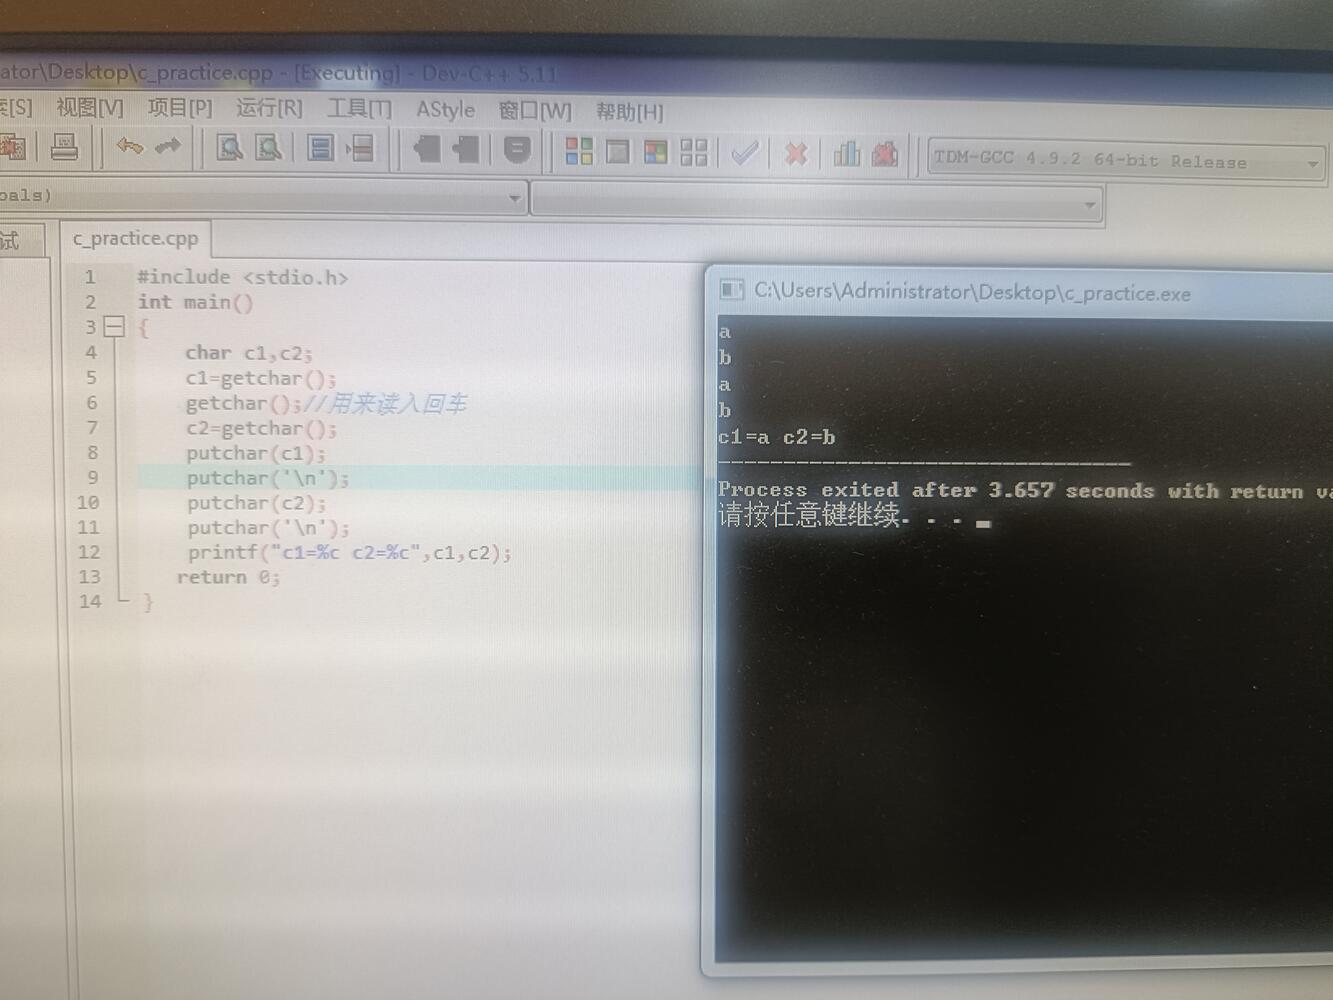 ator\Desktop\c_practice.cpp - [Executing] - Dev-C++ 5.11
[S] 视图[V] 项目[P] 运行[R] 工具[T] AStyle 窗口[W] 帮助[H]
TDM-GCC 4.9.2 64-bit Release
bals)
试 c_practice.cpp
1 #include <stdio.h>
2 int main()
3 {
4 char c1,c2;
5 c1=getchar();
6 getchar();//用来读入回车
7 c2=getchar();
8 putchar(c1);
9 putchar('\n');
10 putchar(c2);
11 putchar('\n');
12 printf("c1=%c c2=%c",c1,c2);
13 return 0;
14 }
C:\Users\Administrator\Desktop\c_practice.exe
a
b
a
b
c1=a c2=b
--------------------------------
Process exited after 3.657 seconds with return va
请按任意键继续. . .